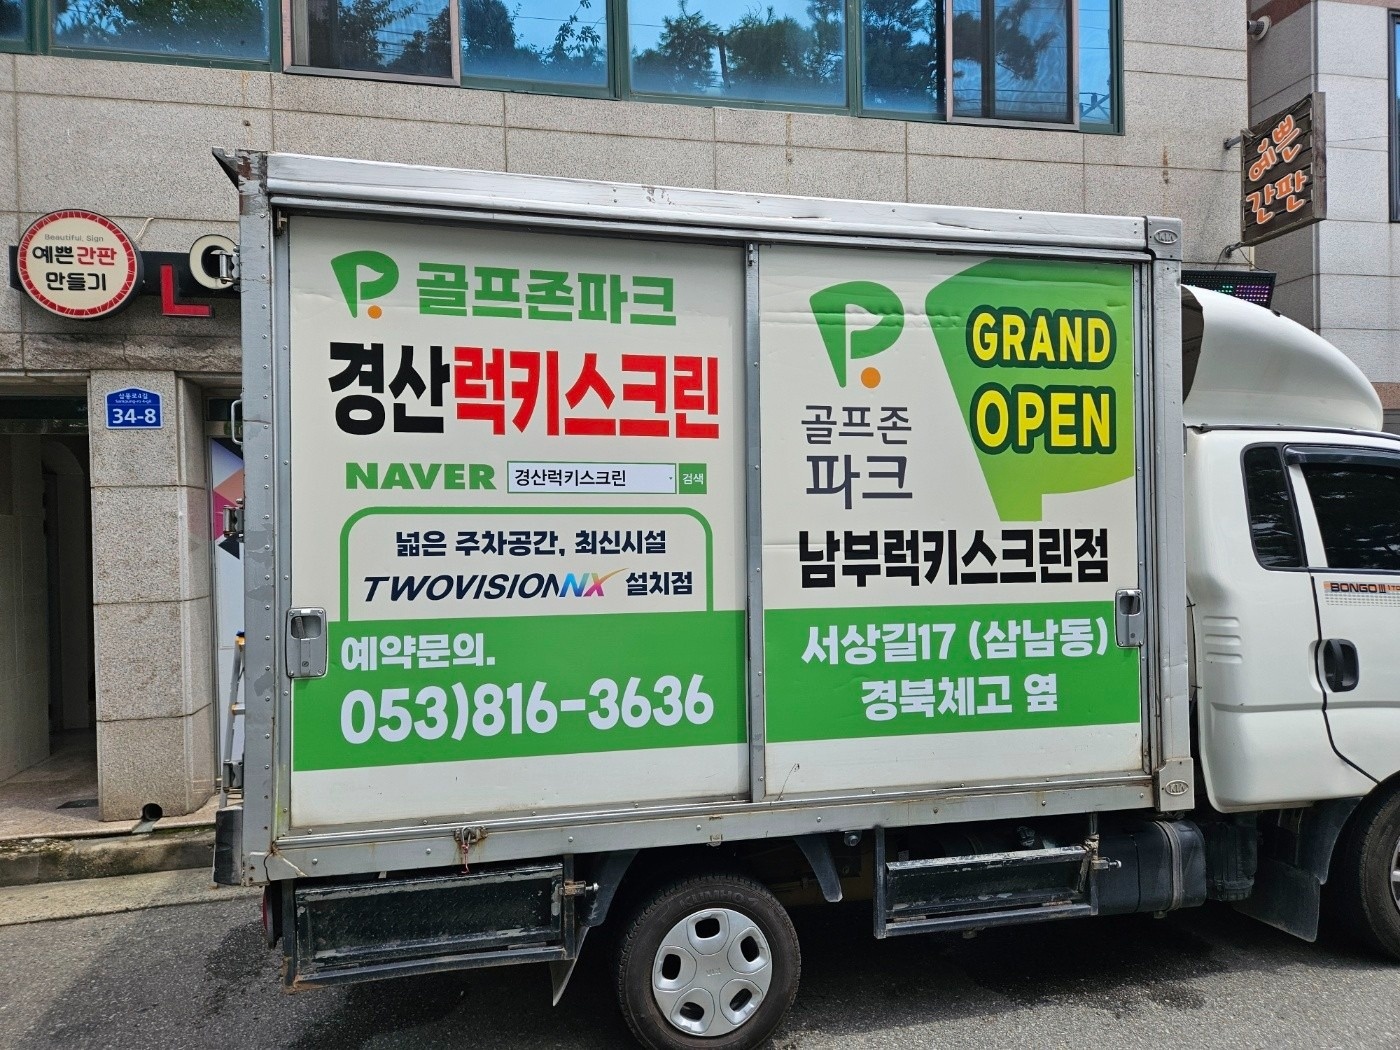 Beautiful Sign
예쁜간판
만들기
34-8
예쁜
간판
골프존파크
경산럭키스크린
NAVER 경산럭키스크린 검색
넓은 주차공간, 최신시설
TWOVISIONNX 설치점
예약문의.
053)816-3636
GRAND
OPEN
골프존
파크
남부럭키스크린점
서상길17 (삼남동)
경북체고 옆
BONGO III
KIA